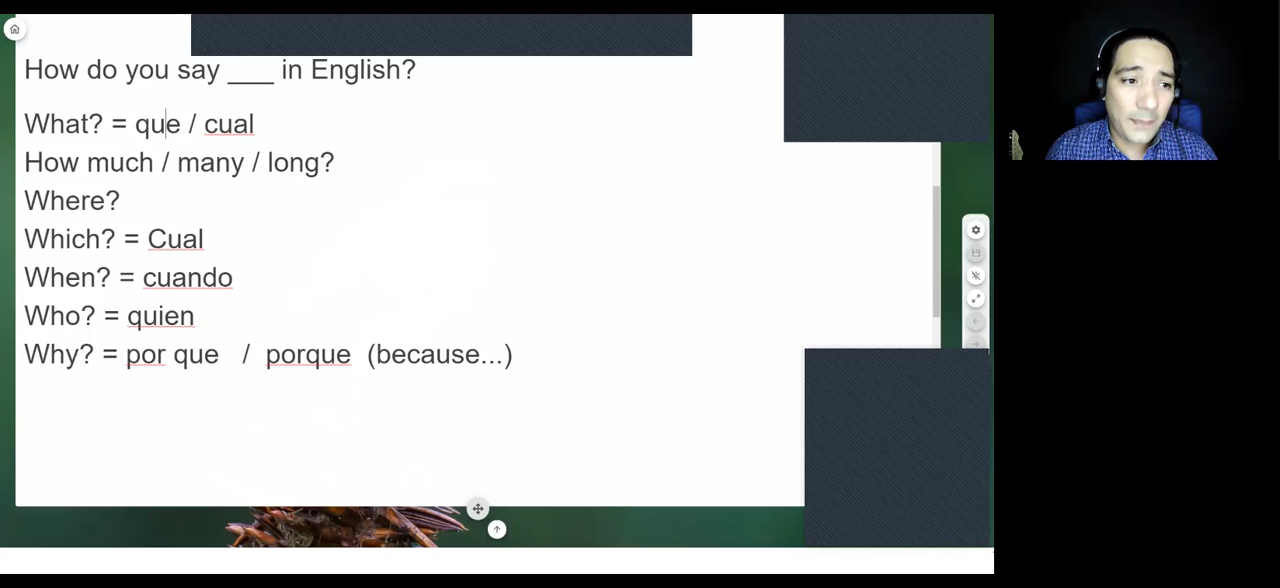 How do you say ___ in English?
What? = que / cual
How much / many / long?
Where?
Which? = Cual
When? = cuando
Who? = quien
Why? = por que / porque (because...)